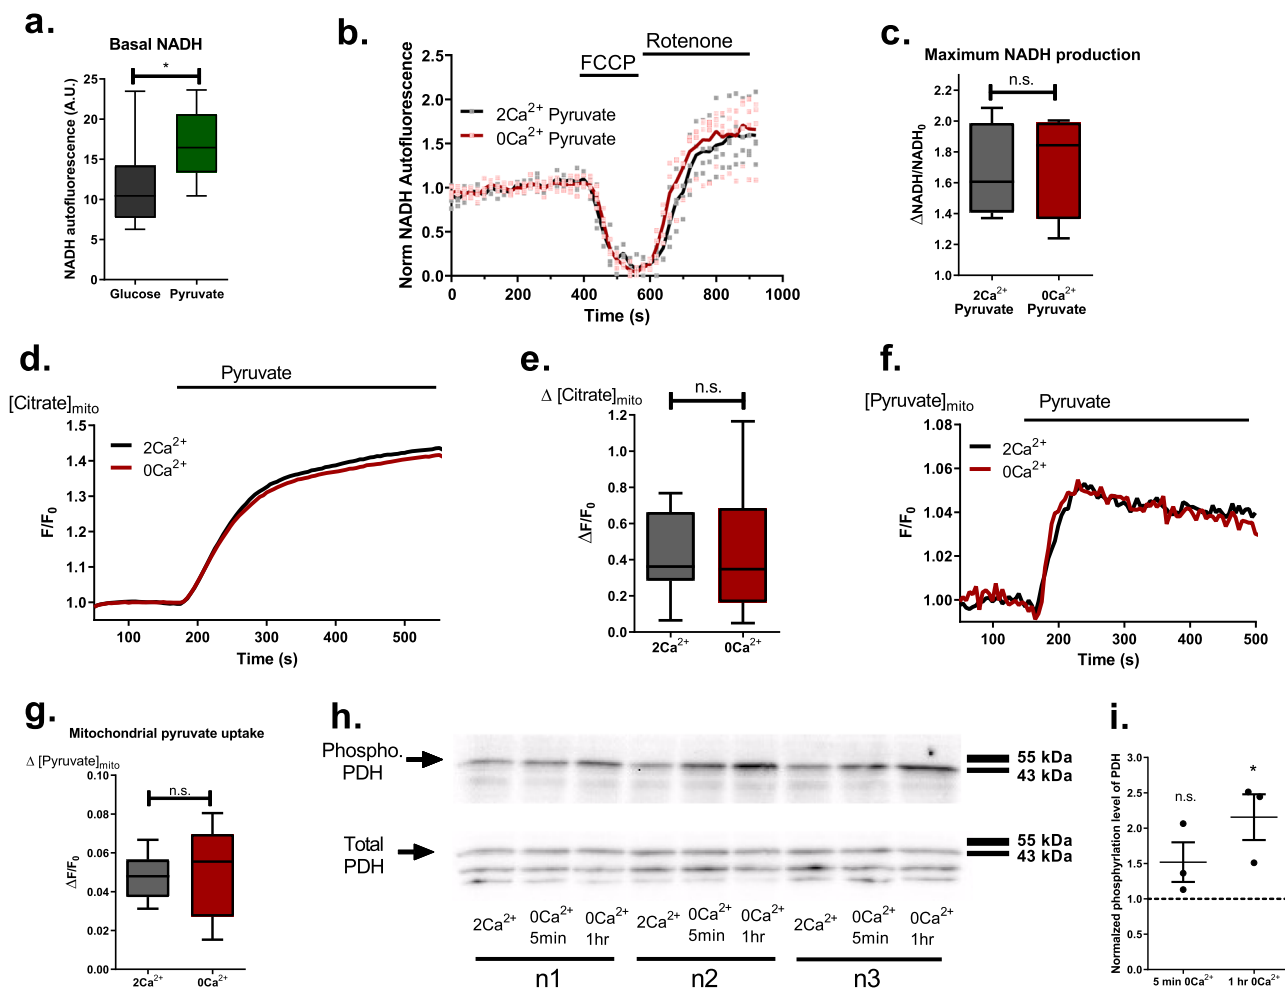 a.
Basal NADH
*
NADH autofluorescence (A.U.)
25
20
15
10
5
0
Glucose
Pyruvate
b.
Rotenone
FCCP
2Ca2+ Pyruvate
0Ca2+ Pyruvate
Norm NADH Autofluorescence
2.5
2.0
1.5
1.0
0.5
0.0
0
200
400
600
800
1000
Time (s)
c.
Maximum NADH production
n.s.
ΔNADH/NADH0
2.2
2.0
1.8
1.6
1.4
1.2
1.0
2Ca2+
Pyruvate
0Ca2+
Pyruvate
d.
Pyruvate
[Citrate]mito
2Ca2+
0Ca2+
F/F0
1.5
1.4
1.3
1.2
1.1
1.0
100
200
300
400
500
Time (s)
e.
n.s.
Δ [Citrate]mito
ΔF/F0
1.2
1.0
0.8
0.6
0.4
0.2
0.0
2Ca2+
0Ca2+
f.
[Pyruvate]mito
Pyruvate
2Ca2+
0Ca2+
F/F0
1.08
1.06
1.04
1.02
1.00
100
200
300
400
500
Time (s)
g.
Mitochondrial pyruvate uptake
Δ [Pyruvate]mito
n.s.
ΔF/F0
0.10
0.08
0.06
0.04
0.02
0.00
2Ca2+
0Ca2+
h.
Phospho.
PDH
55 kDa
43 kDa
Total
PDH
55 kDa
43 kDa
2Ca2+
0Ca2+
5min
0Ca2+
1hr
2Ca2+
0Ca2+
5min
0Ca2+
1hr
2Ca2+
0Ca2+
5min
0Ca2+
1hr
n1
n2
n3
i.
Normalized phosphyrlation level of PDH
3.0
2.5
2.0
1.5
1.0
0.5
0.0
n.s.
*
5 min 0Ca2+
1 hr 0Ca2+